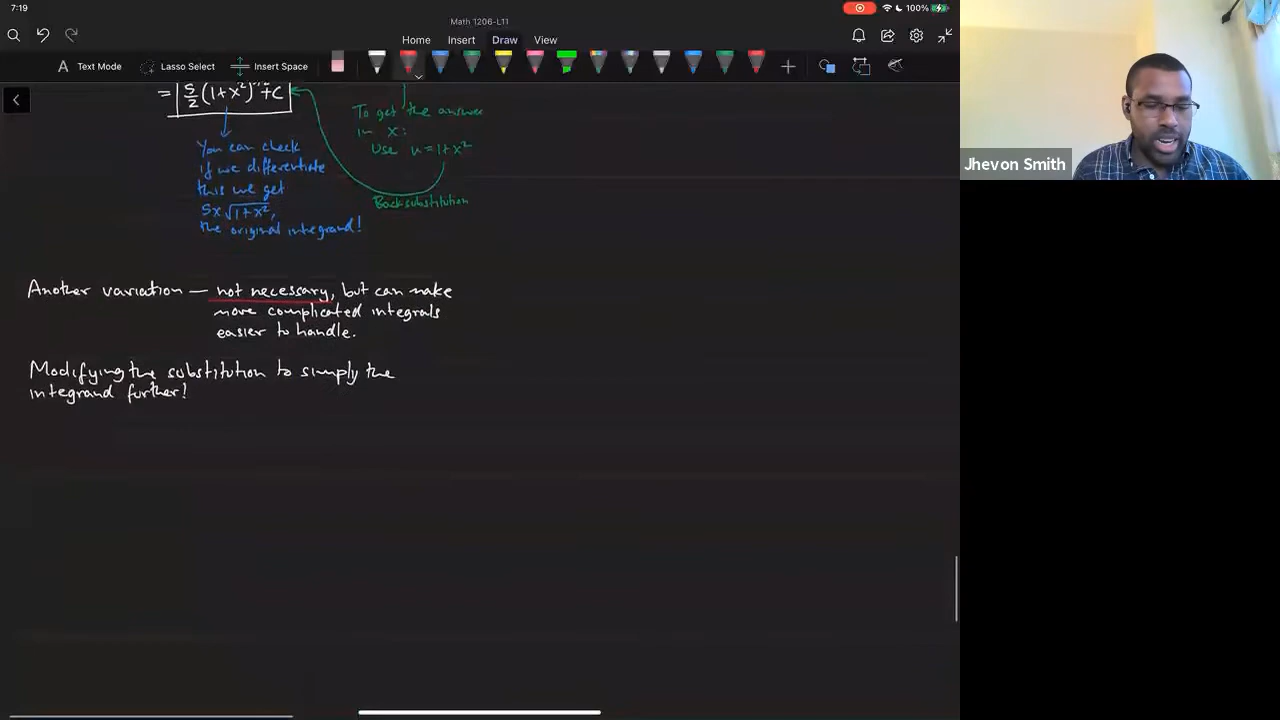 7:19
100%
Math 1206-L11
Home Insert Draw View
Text Mode Lasso Select Insert Space
= 5/2 (1+x²) +C
To get the answer
in x:
Use u = 1+x²
You can check
if we differentiate
this we get
5x√(1+x²),
the original integrand!
Back substitution
Another variation — not necessary, but can make
more complicated integrals
easier to handle.
Modifying the substitution to simply the
integrand further!
Jhevon Smith